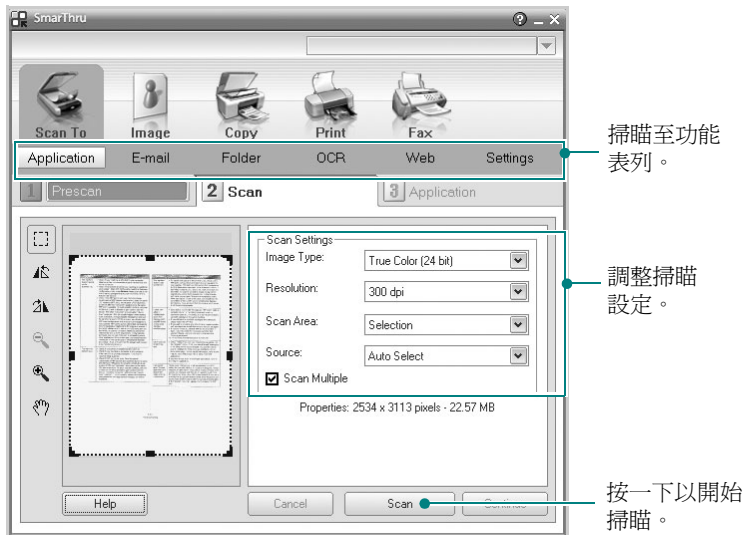 SmarThru
Scan To Image Copy Print Fax
Application E-mail Folder OCR Web Settings
1 Prescan 2 Scan 3 Application
掃瞄至功能
表列。
Scan Settings
Image Type: True Color (24 bit)
Resolution: 300 dpi
Scan Area: Selection
Source: Auto Select
Scan Multiple
調整掃瞄
設定。
Properties: 2534 x 3113 pixels - 22.57 MB
Help Cancel Scan Continue
按一下以開始
掃瞄。